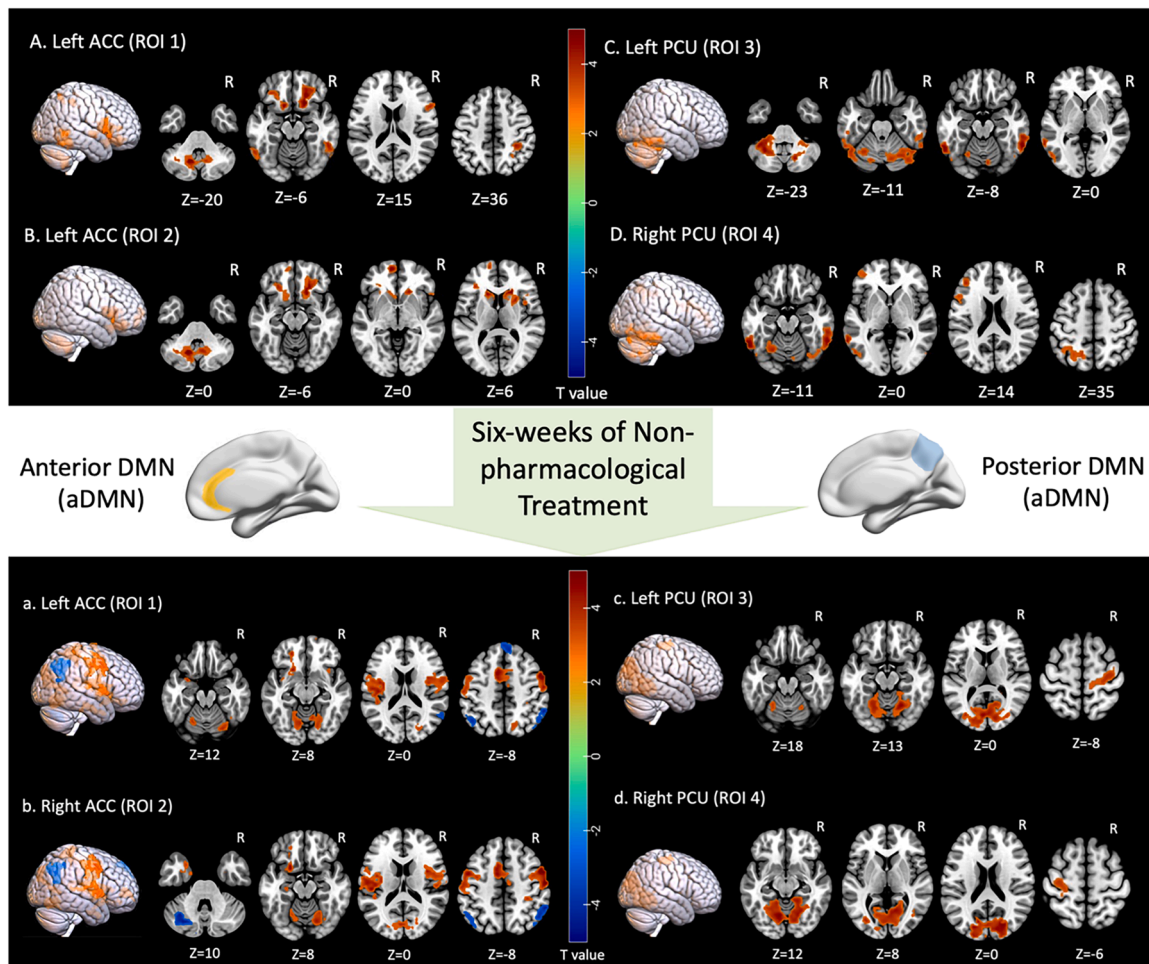 A. Left ACC (ROI 1)
R R R R
Z=-20 Z=-6 Z=15 Z=36
B. Left ACC (ROI 2)
R R R R
Z=0 Z=-6 Z=0 Z=6
4
2
0
-2
-4
T value
C. Left PCU (ROI 3)
R R R R
Z=-23 Z=-11 Z=-8 Z=0
D. Right PCU (ROI 4)
R R R R
Z=-11 Z=0 Z=14 Z=35
Anterior DMN
(aDMN)
Six-weeks of Non-
pharmacological
Treatment
Posterior DMN
(aDMN)
a. Left ACC (ROI 1)
R R R R
Z=12 Z=8 Z=0 Z=-8
b. Right ACC (ROI 2)
R R R R
Z=10 Z=8 Z=0 Z=-8
4
2
0
-2
-4
T value
c. Left PCU (ROI 3)
R R R R
Z=18 Z=13 Z=0 Z=-8
d. Right PCU (ROI 4)
R R R R
Z=12 Z=8 Z=0 Z=-6